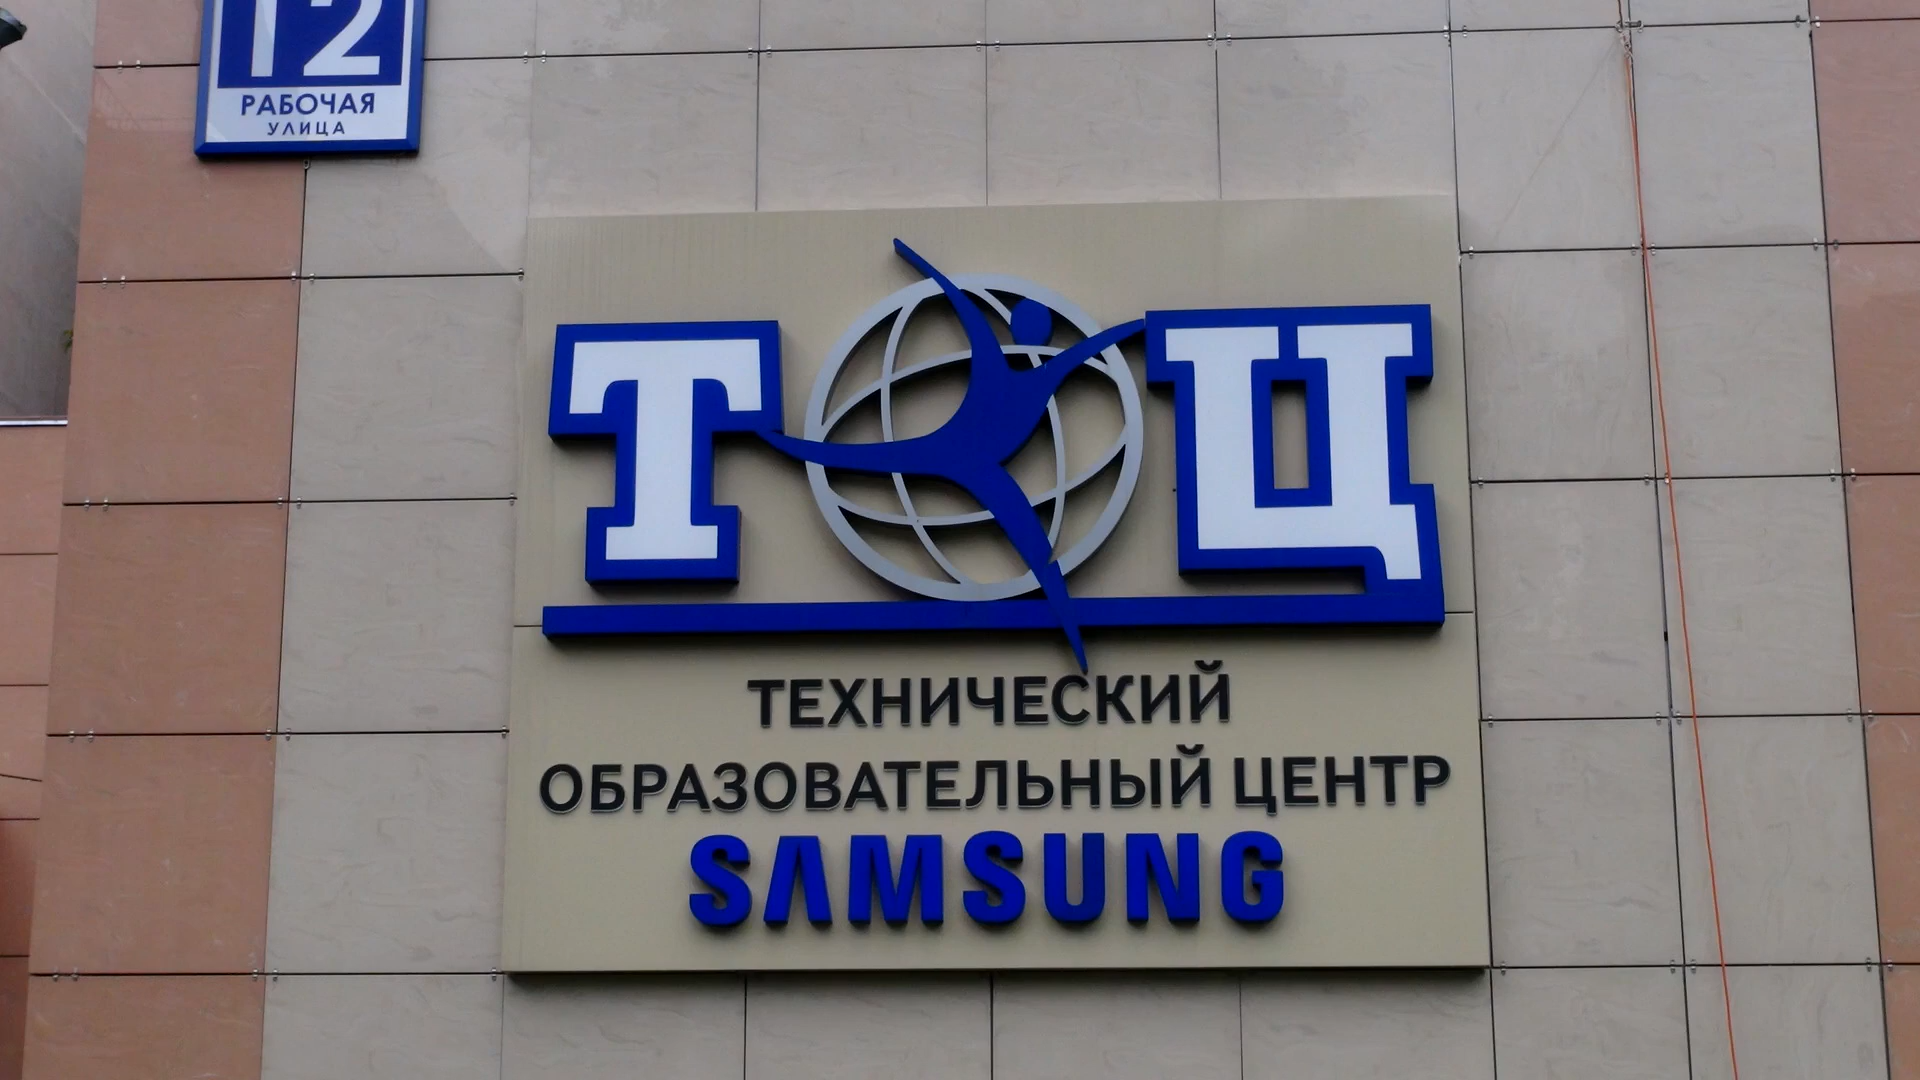 12
РАБОЧАЯ
УЛИЦА
ТОЦ
ТЕХНИЧЕСКИЙ
ОБРАЗОВАТЕЛЬНЫЙ ЦЕНТР
SAMSUNG